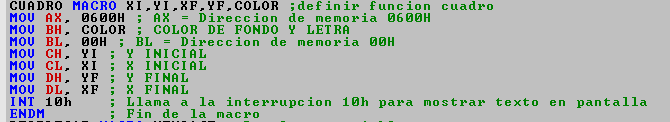 CUADRO MACRO XI,YI,XF,YF,COLOR ;definir funcion cuadro
MOV AX, 0600H ; AX = Direccion de memoria 0600H
MOV BH, COLOR ; COLOR DE FONDO Y LETRA
MOV BL, 00H ; BL = Direccion de memoria 00H
MOV CH, YI ; Y INICIAL
MOV CL, XI ; X INICIAL
MOV DH, YF ; Y FINAL
MOV DL, XF ; X FINAL
INT 10h ; Llama a la interrupcion 10h para mostrar texto en pantalla
ENDM ; Fin de la macro